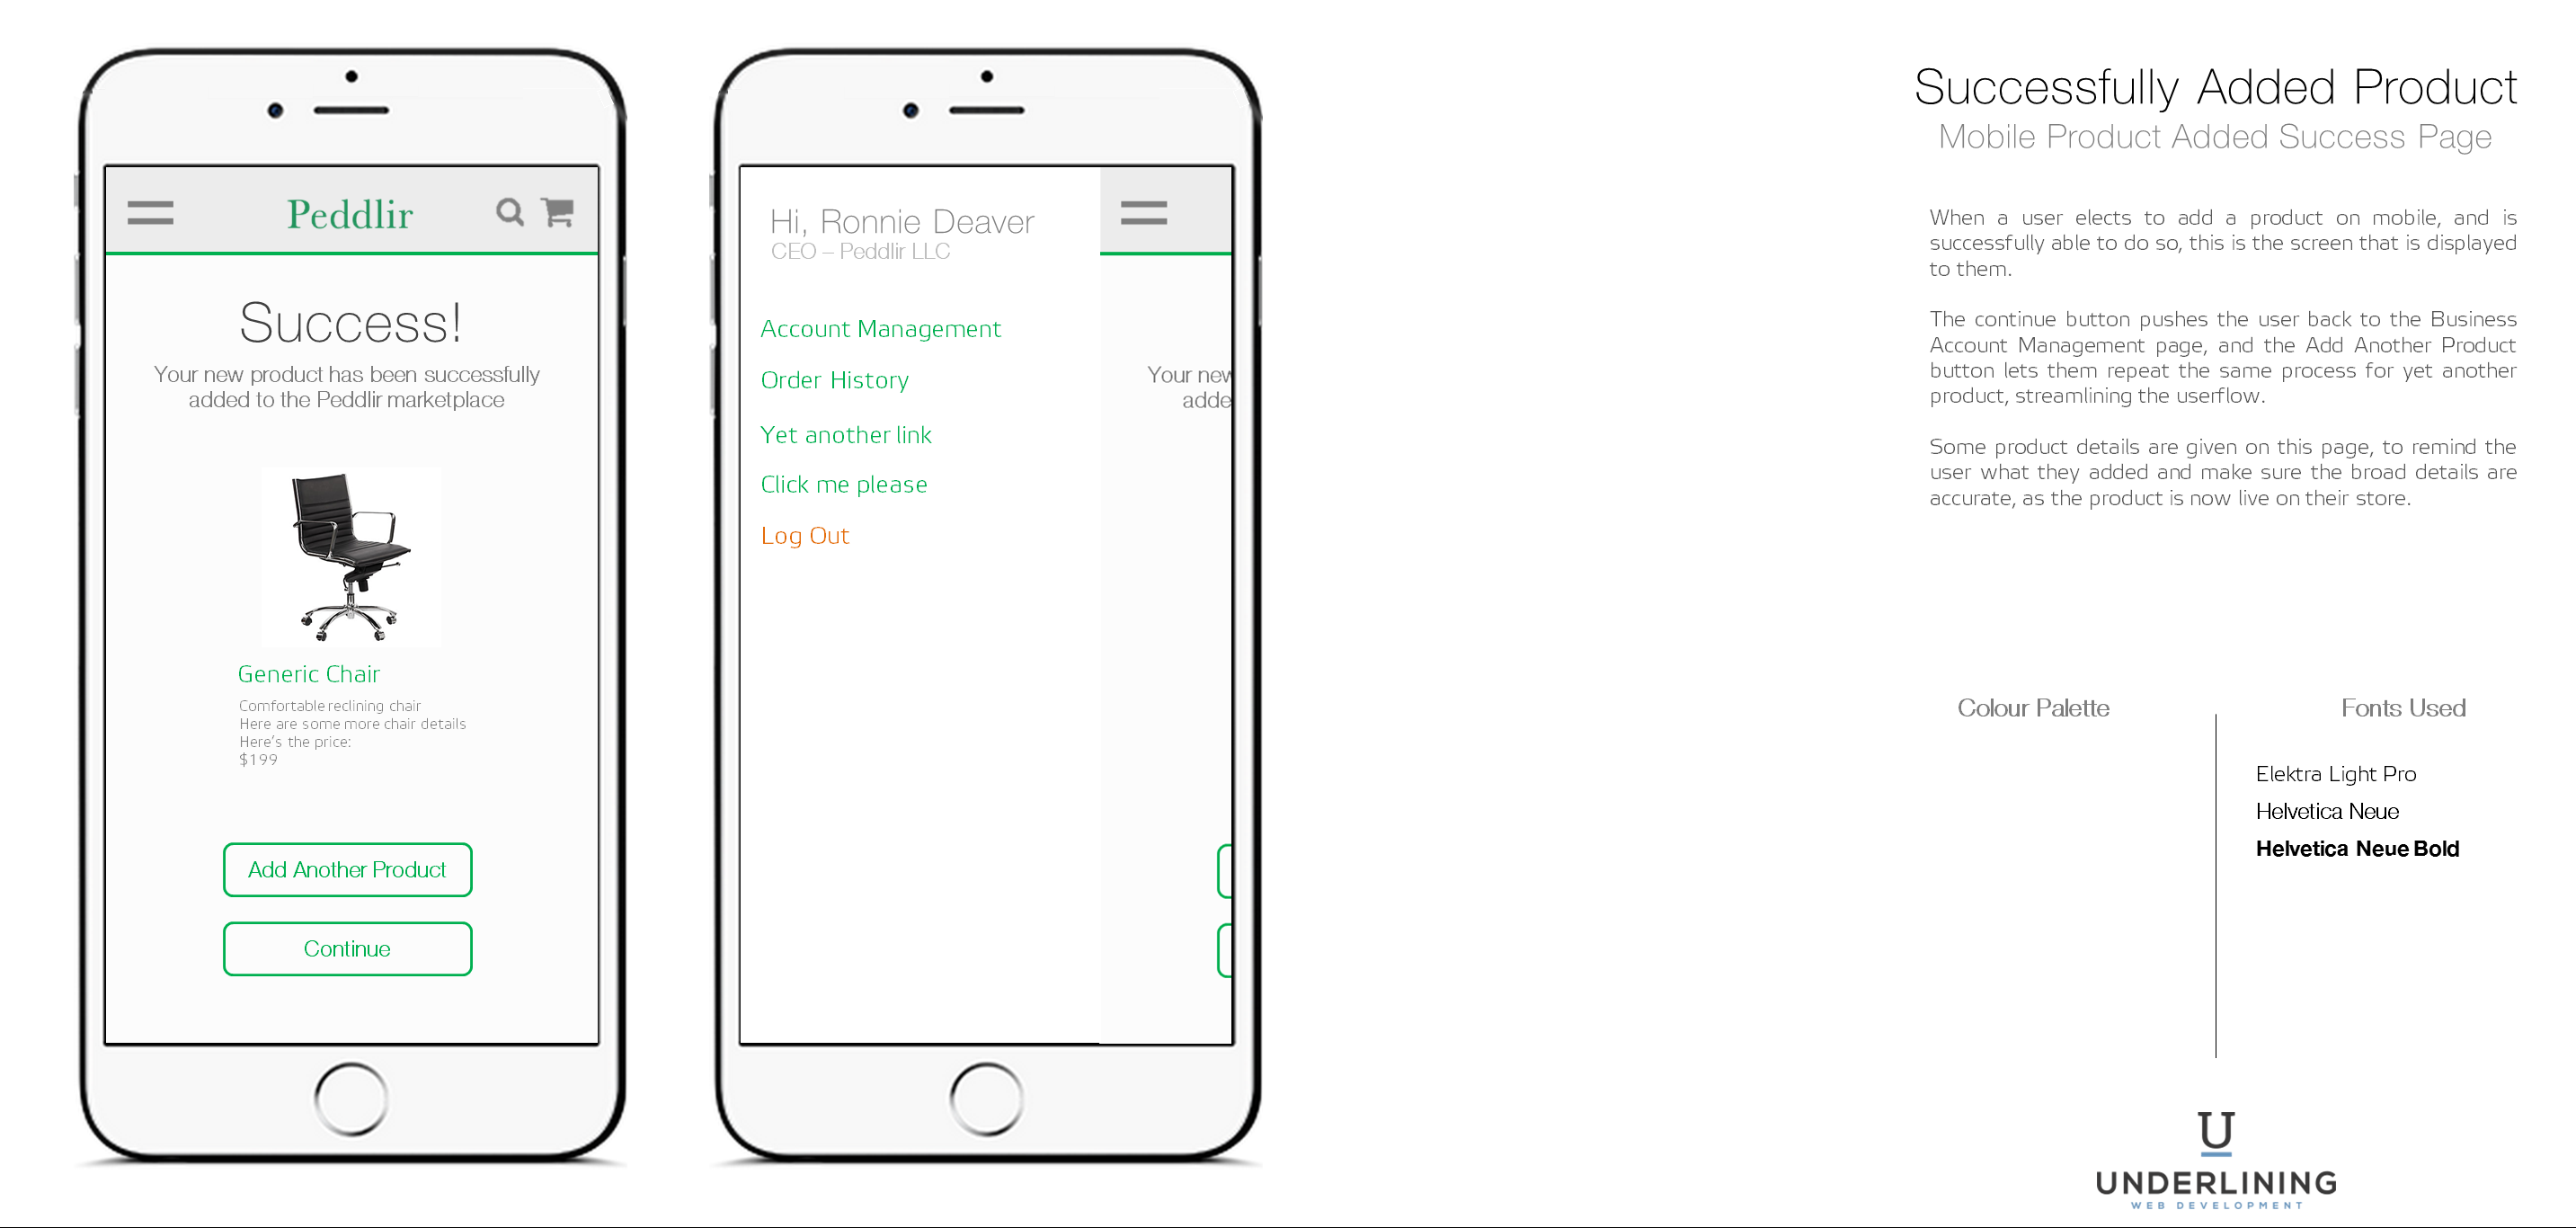 Peddlir
Success!
Your new product has been successfully
added to the Peddlir marketplace
Generic Chair
Comfortable reclining chair
Here are some more chair details
Here's the price:
$199
Add Another Product
Continue
Hi, Ronnie Deaver
CEO – Peddlir LLC
Account Management
Order History
Yet another link
Click me please
Log Out
Your new
adde
Successfully Added Product
Mobile Product Added Success Page
When a user elects to add a product on mobile, and is
successfully able to do so, this is the screen that is displayed
to them.
The continue button pushes the user back to the Business
Account Management page, and the Add Another Product
button lets them repeat the same process for yet another
product, streamlining the userflow.
Some product details are given on this page, to remind the
user what they added and make sure the broad details are
accurate, as the product is now live on their store.
Colour Palette
Fonts Used
Elektra Light Pro
Helvetica Neue
Helvetica Neue Bold
U
UNDERLINING
WEB DEVELOPMENT